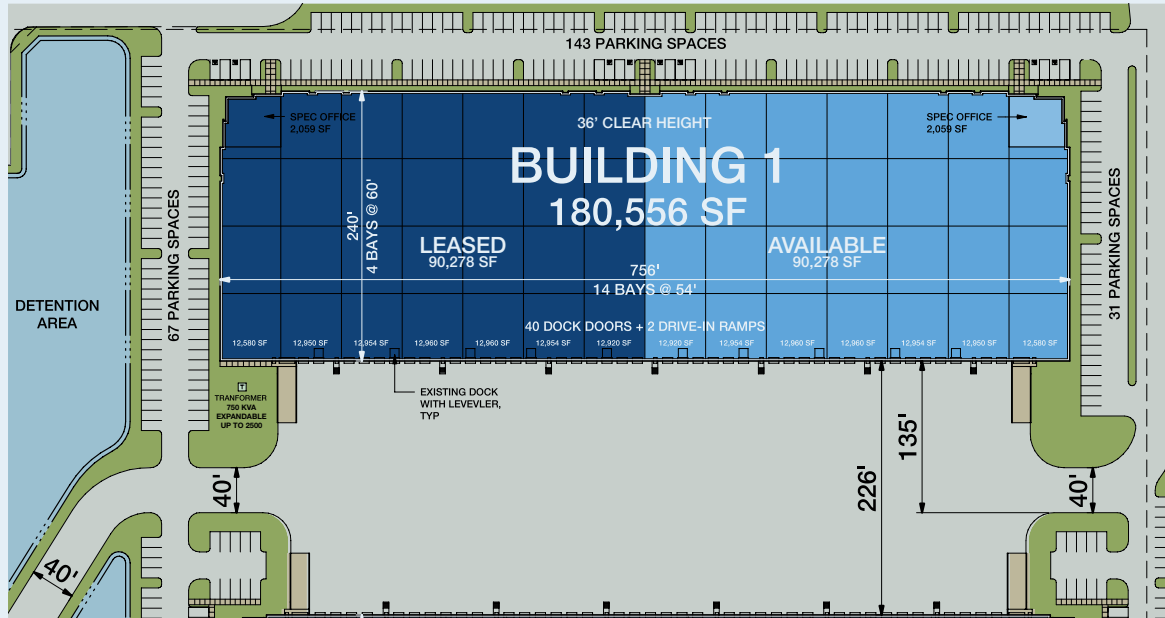 143 PARKING SPACES
SPEC OFFICE
2,059 SF
36' CLEAR HEIGHT
SPEC OFFICE
2,059 SF
BUILDING 1
180,556 SF
240'
4 BAYS @ 60'
LEASED
90,278 SF
AVAILABLE
90,278 SF
756'
14 BAYS @ 54'
67 PARKING SPACES
31 PARKING SPACES
DETENTION
AREA
40 DOCK DOORS + 2 DRIVE-IN RAMPS
12,580 SF 12,950 SF 12,954 SF 12,960 SF 12,960 SF 12,954 SF 12,920 SF 12,920 SF 12,954 SF 12,960 SF 12,960 SF 12,954 SF 12,950 SF 12,580 SF
T
TRANFORMER
750 KVA
EXPANDABLE
UP TO 2500
EXISTING DOCK
WITH LEVEVLER,
TYP
135'
226'
40'
40'
40'